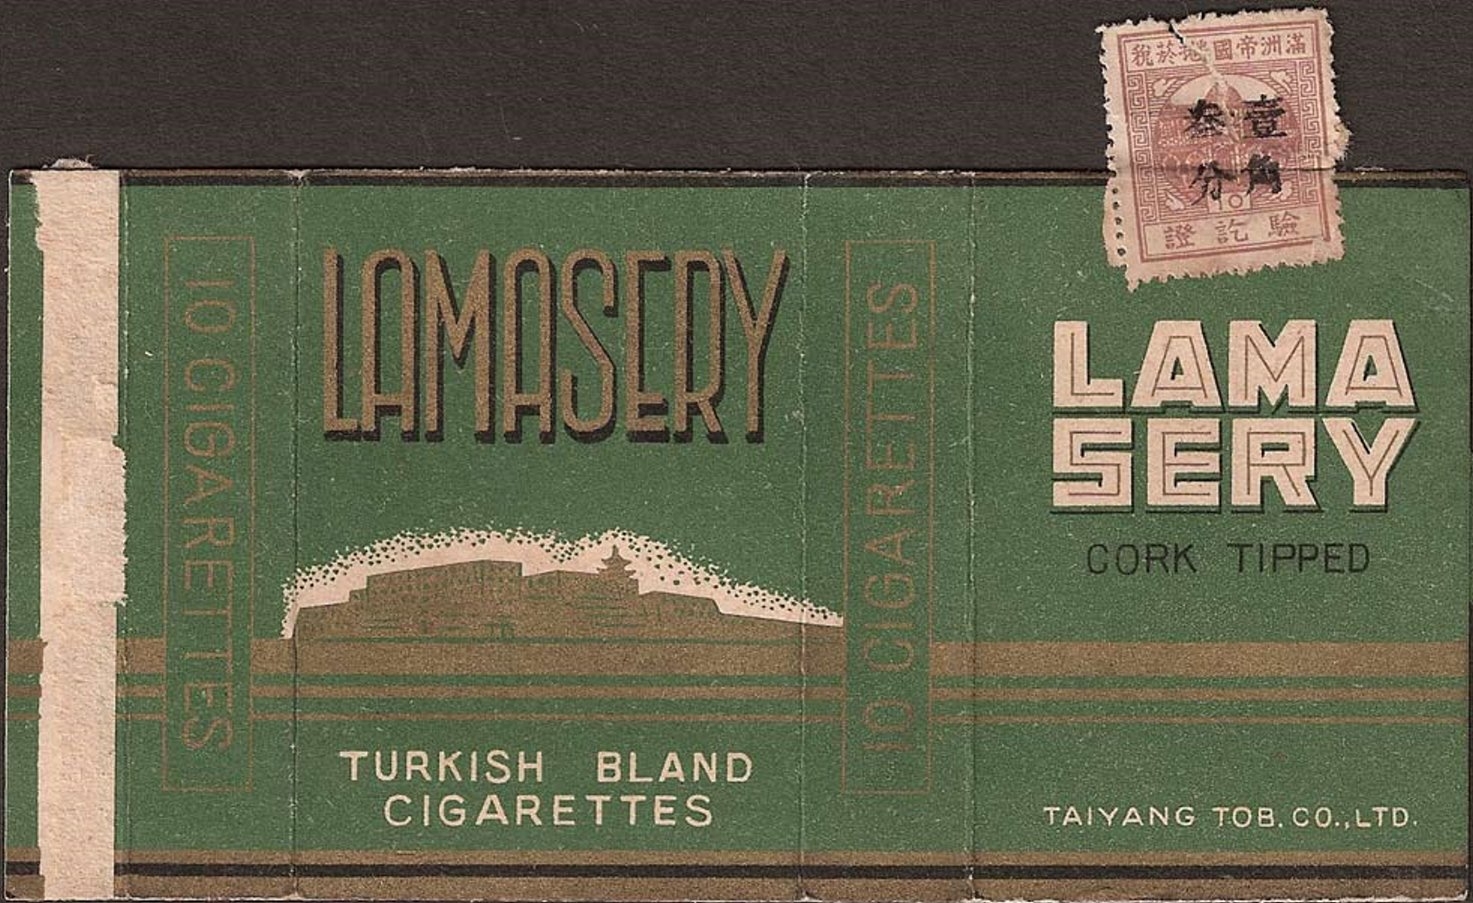 10 CIGARETTES
LAMASERY
TURKISH BLAND
CIGARETTES
10 CIGARETTES
滿洲帝國菸稅
壹角
叁分
驗訖證
LAMA
SERY
CORK TIPPED
TAIYANG TOB. CO., LTD.